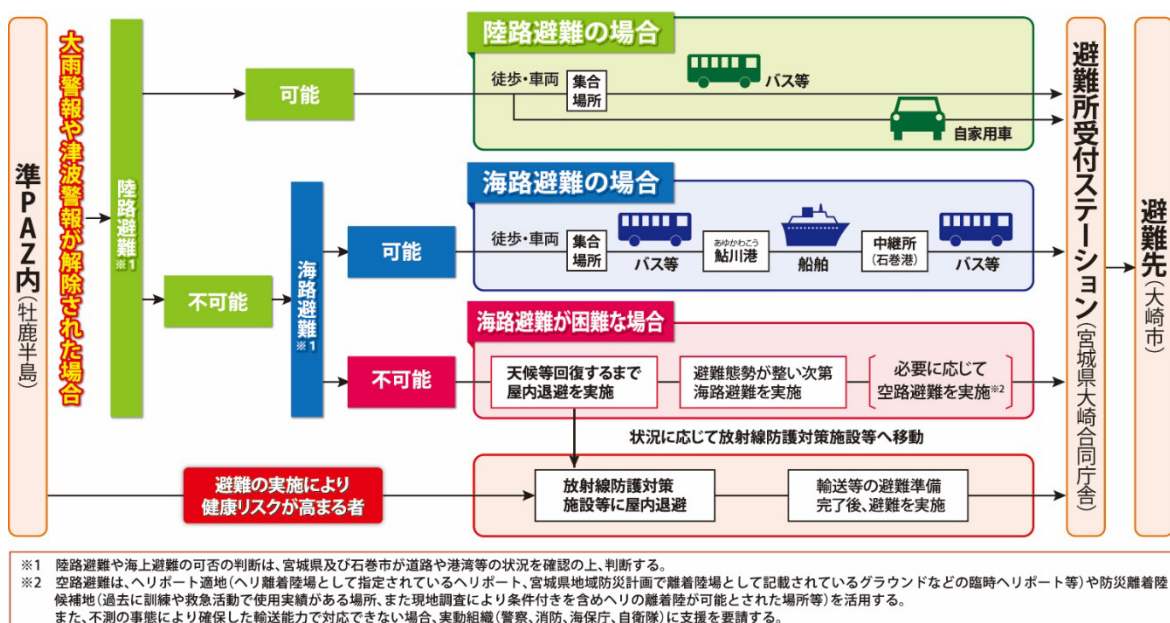 準PAZ内(牡鹿半島)
大雨警報や津波警報が解除された場合
陸路避難※1
可能
陸路避難の場合
徒歩・車両
集合
場所
バス等
自家用車
不可能
海路避難※1
可能
海路避難の場合
徒歩・車両
集合
場所
バス等
あゆかわこう
鮎川港
船舶
中継所
(石巻港)
バス等
不可能
海路避難が困難な場合
天候等回復するまで
屋内退避を実施
避難態勢が整い次第
海路避難を実施
必要に応じて
空路避難を実施※2
状況に応じて放射線防護対策施設等へ移動
避難の実施により
健康リスクが高まる者
放射線防護対策
施設等に屋内退避
輸送等の避難準備
完了後、避難を実施
避難所受付ステーション(宮城県大崎合同庁舎)
避難先(大崎市)
※1 陸路避難や海上避難の可否の判断は、宮城県及び石巻市が道路や港湾等の状況を確認の上、判断する。
※2 空路避難は、ヘリポート適地(ヘリ離着陸場として指定されているヘリポート、宮城県地域防災計画で離着陸場として記載されているグラウンドなどの臨時ヘリポート等)や防災離着陸
候補地(過去に訓練や救急活動で使用実績がある場所、また現地調査により条件付きを含めヘリの離着陸が可能とされた場所等)を活用する。
また、不測の事態により確保した輸送能力で対応できない場合、実動組織(警察、消防、海保庁、自衛隊)に支援を要請する。